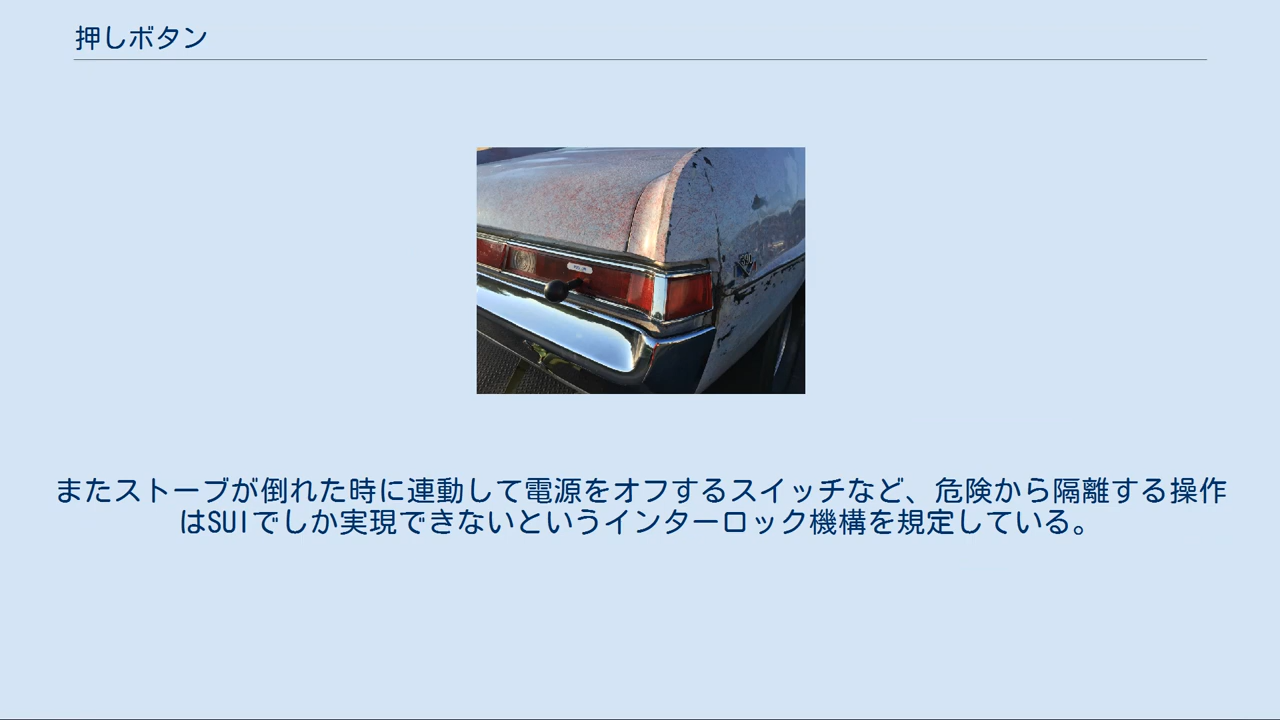 押しボタン
またストーブが倒れた時に連動して電源をオフするスイッチなど、危険から隔離する操作
はSUIでしか実現できないというインターロック機構を規定している。